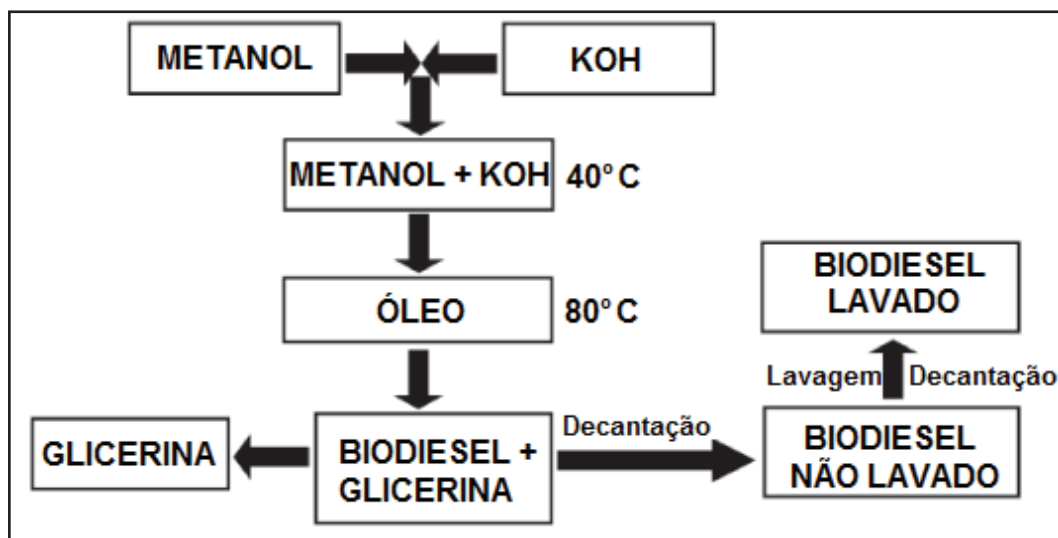 METANOL
KOH
METANOL + KOH
40° C
ÓLEO
80° C
BIODIESEL
LAVADO
Lavagem
Decantação
Decantação
GLICERINA
BIODIESEL +
GLICERINA
BIODIESEL
NÃO LAVADO